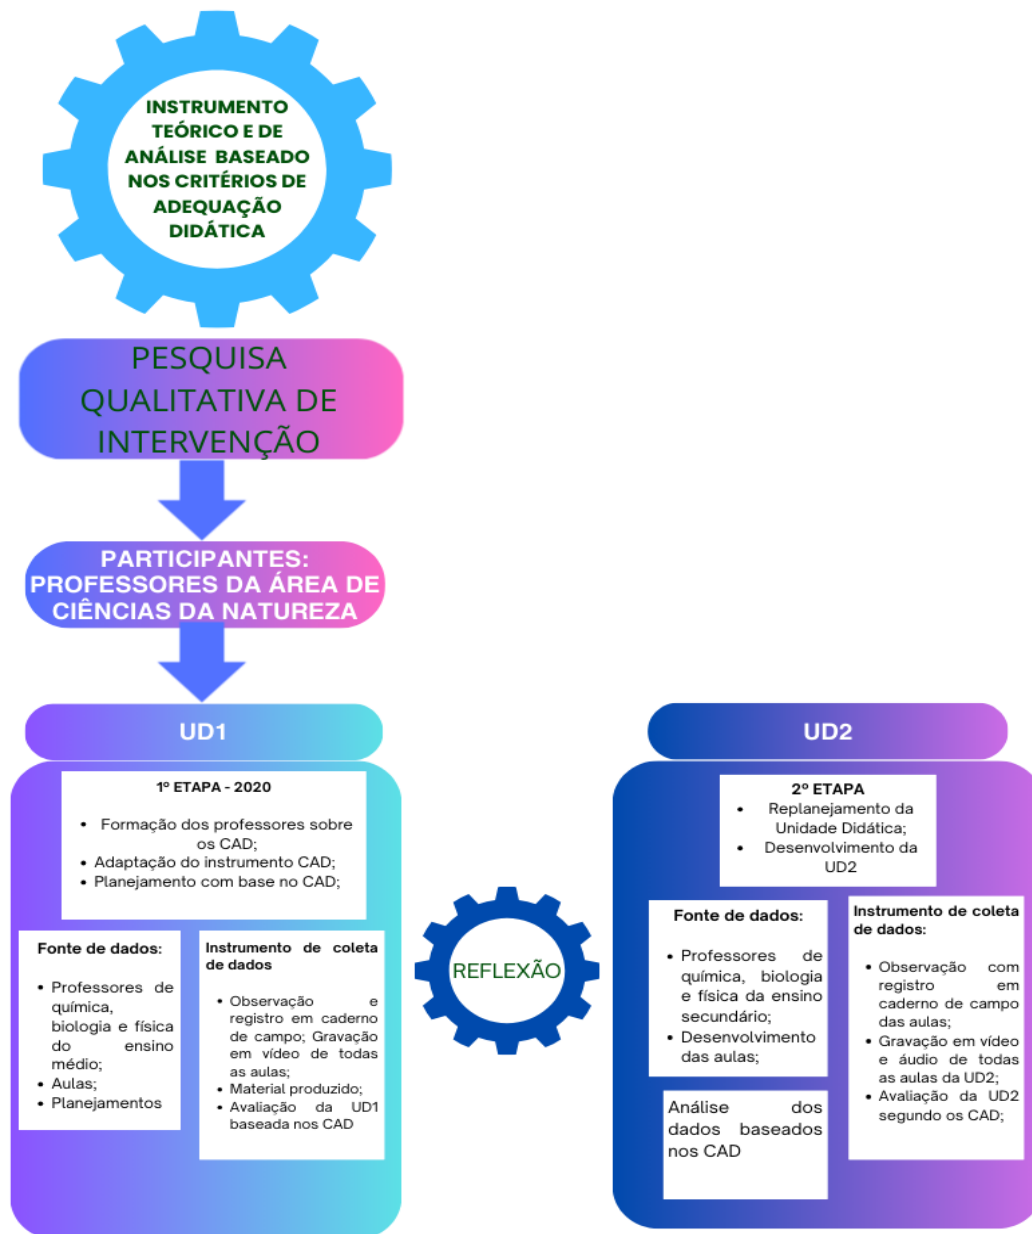 INSTRUMENTO
TEÓRICO E DE
ANÁLISE BASEADO
NOS CRITÉRIOS DE
ADEQUAÇÃO
DIDÁTICA
PESQUISA
QUALITATIVA DE
INTERVENÇÃO
PARTICIPANTES:
PROFESSORES DA ÁREA DE
CIÊNCIAS DA NATUREZA
UD1
1º ETAPA - 2020
• Formação dos professores sobre
os CAD;
• Adaptação do instrumento CAD;
• Planejamento com base no CAD;
Fonte de dados:
• Professores de
química,
biologia e física
do ensino
médio;
• Aulas;
• Planejamentos
Instrumento de coleta
de dados
• Observação e
registro em caderno
de campo; Gravação
em vídeo de todas
as aulas;
• Material produzido;
• Avaliação da UD1
baseada nos CAD
REFLEXÃO
UD2
2º ETAPA
• Replanejamento da
Unidade Didática;
• Desenvolvimento da
UD2
Fonte de dados:
• Professores de
química, biologia
e física da ensino
secundário;
• Desenvolvimento
das aulas;
Análise dos
dados baseados
nos CAD
Instrumento de coleta
de dados:
• Observação com
registro em
caderno de campo
das aulas;
• Gravação em vídeo
e áudio de todas
as aulas da UD2;
• Avaliação da UD2
segundo os CAD;